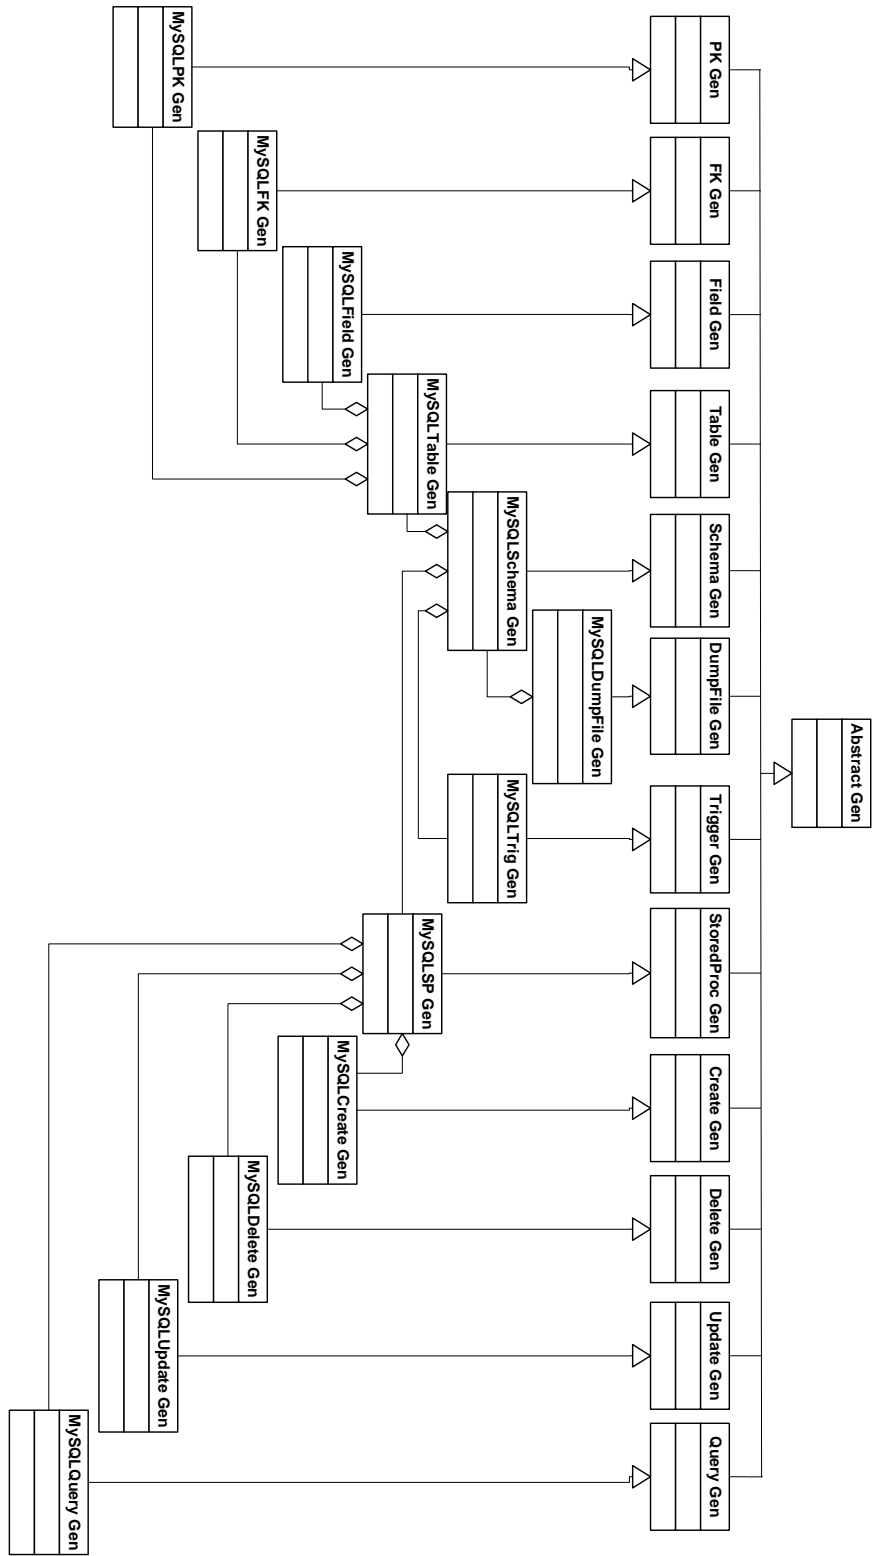 Abstract Gen
PK Gen
FK Gen
Field Gen
Table Gen
Schema Gen
DumpFile Gen
Trigger Gen
StoredProc Gen
Create Gen
Delete Gen
Update Gen
Query Gen
MySQLDumpFile Gen
MySQLSchema Gen
MySQLTrig Gen
MySQLTable Gen
MySQLSP Gen
MySQLField Gen
MySQLCreate Gen
MySQLFK Gen
MySQLDelete Gen
MySQLPK Gen
MySQLUpdate Gen
MySQLQuery Gen